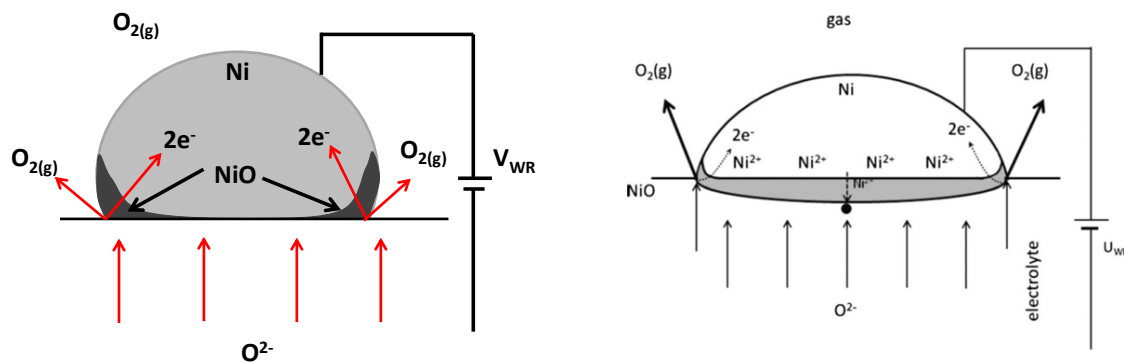 O2(g)
Ni
2e-
2e-
O2(g)
O2(g)
NiO
VWR
O2-
gas
O2(g)
O2(g)
Ni
2e-
2e-
Ni2+
Ni2+
Ni2+
Ni2+
NiO
electrolyte
O2-